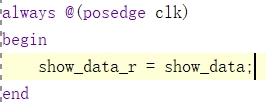 always @(posedge clk)
begin
show_data_r = show_data;
end